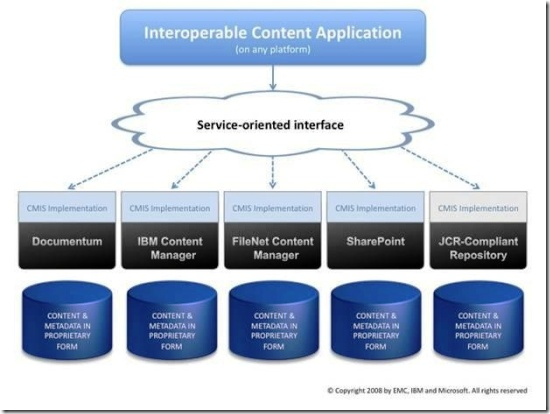 Interoperable Content Application
(on any platform)
Service-oriented interface
CMIS Implementation
CMIS Implementation
CMIS Implementation
CMIS Implementation
CMIS Implementation
Documentum
IBM Content
Manager
FileNet Content
Manager
SharePoint
JCR-Compliant
Repository
CONTENT &
METADATA IN
PROPRIETARY
FORM
CONTENT &
METADATA IN
PROPRIETARY
FORM
CONTENT &
METADATA IN
PROPRIETARY
FORM
CONTENT &
METADATA IN
PROPRIETARY
FORM
CONTENT &
METADATA IN
PROPRIETARY
FORM
© Copyright 2008 by EMC, IBM and Microsoft. All rights reserved